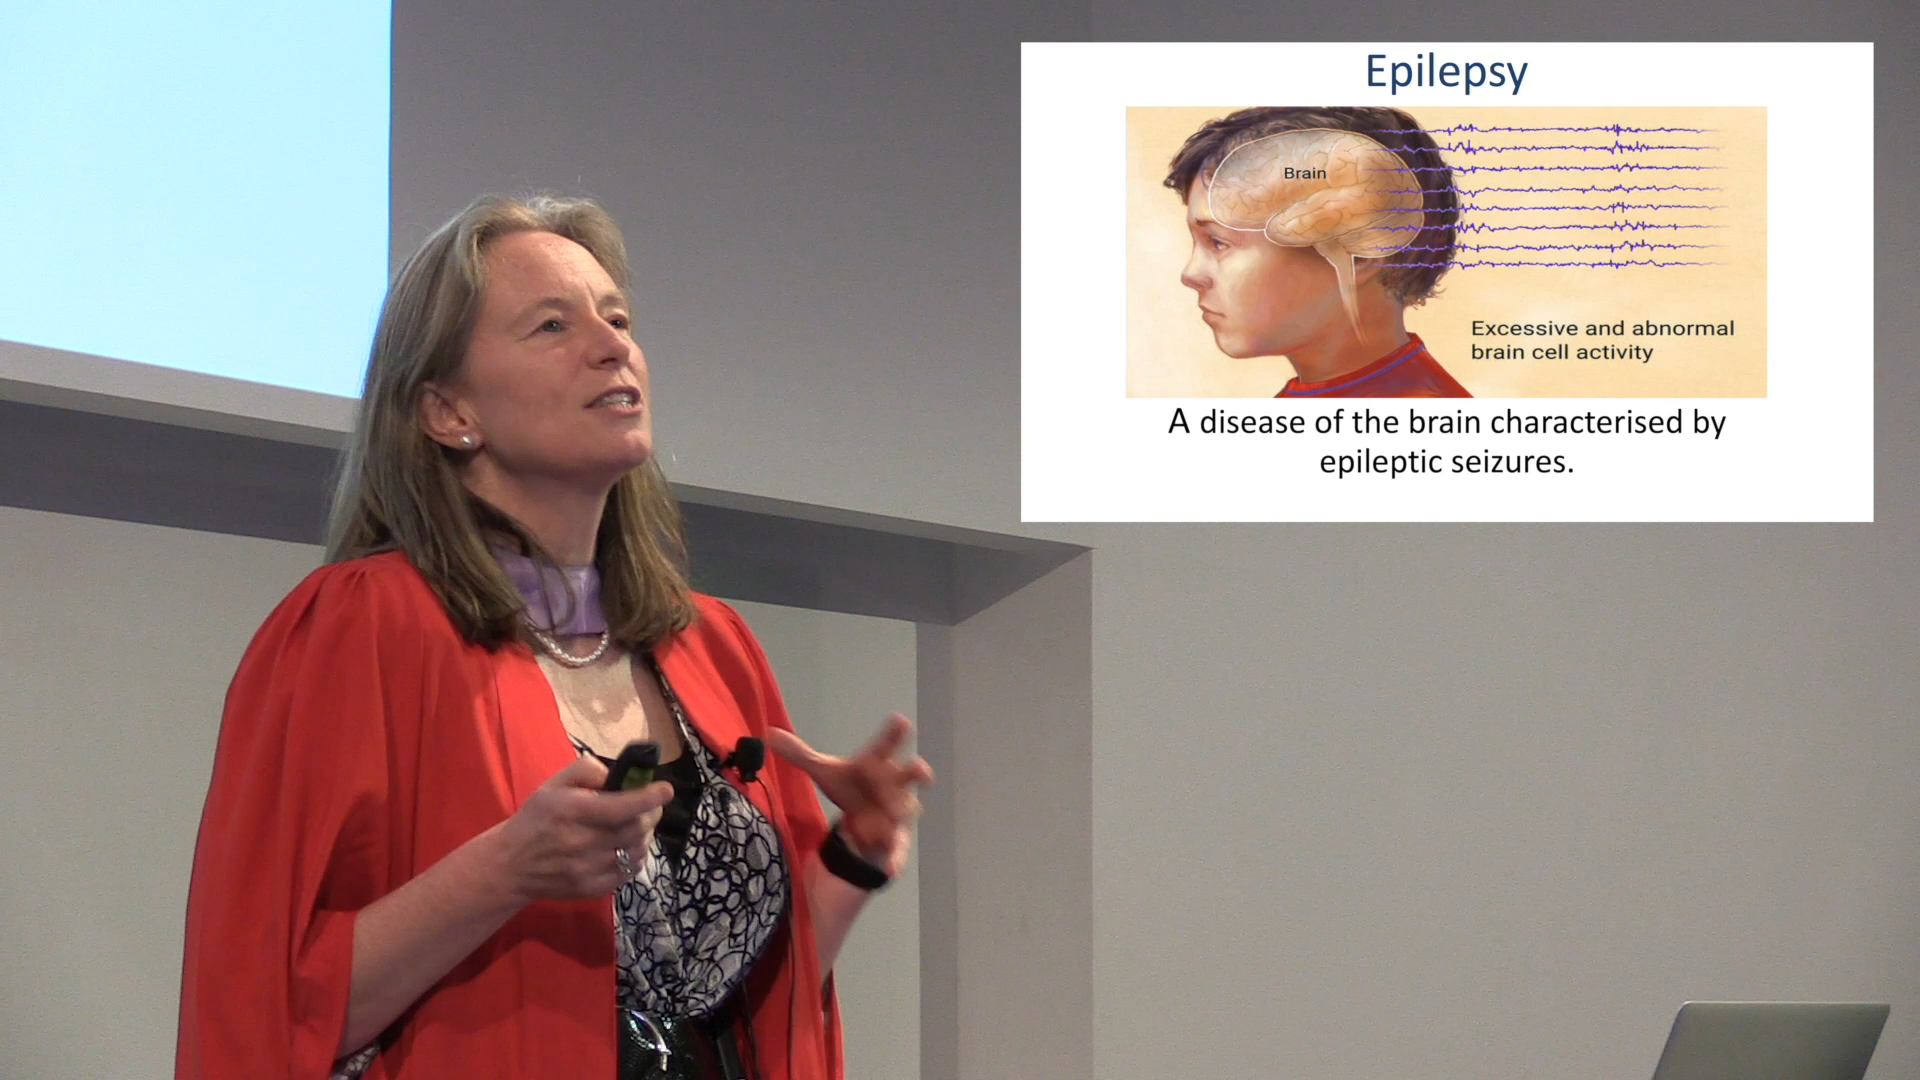 Epilepsy
Brain
Excessive and abnormal
brain cell activity
A disease of the brain characterised by
epileptic seizures.